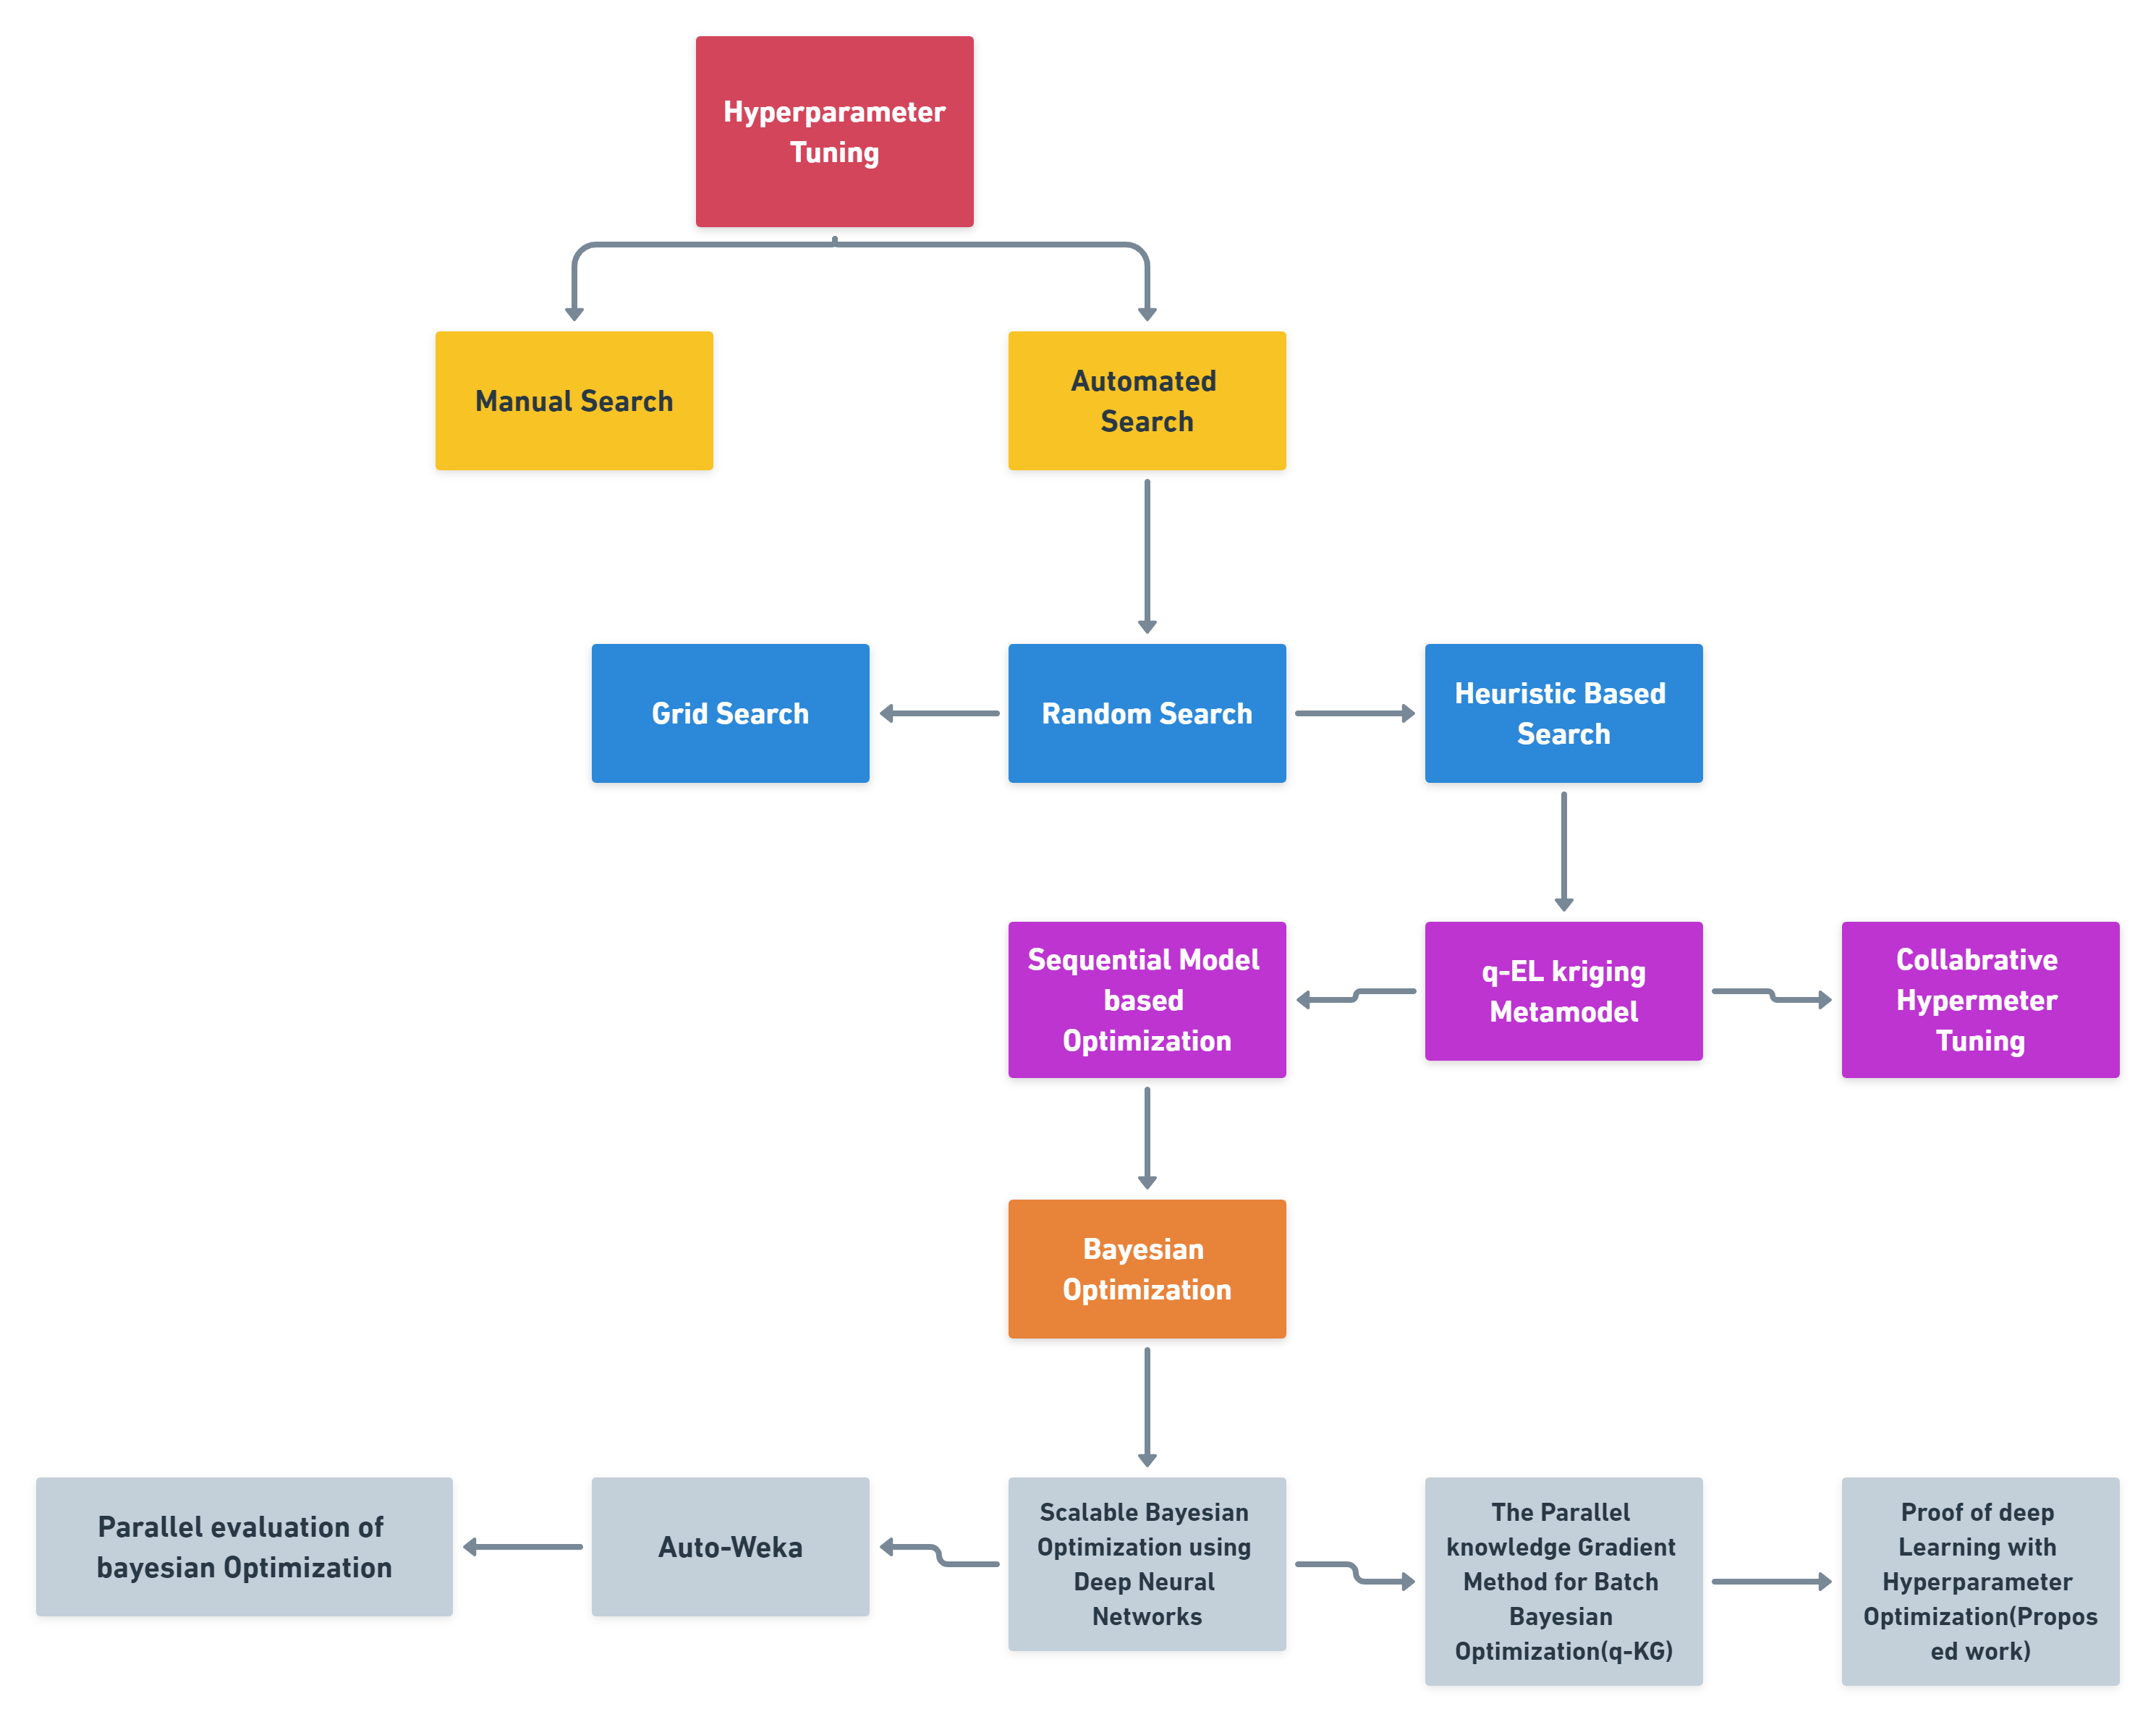 Hyperparameter
Tuning
Manual Search
Automated
Search
Grid Search
Random Search
Heuristic Based
Search
Sequential Model
based
Optimization
q-EL kriging
Metamodel
Collabrative
Hypermeter
Tuning
Bayesian
Optimization
Parallel evaluation of
bayesian Optimization
Auto-Weka
Scalable Bayesian
Optimization using
Deep Neural
Networks
The Parallel
knowledge Gradient
Method for Batch
Bayesian
Optimization(q-KG)
Proof of deep
Learning with
Hyperparameter
Optimization(Propos
ed work)